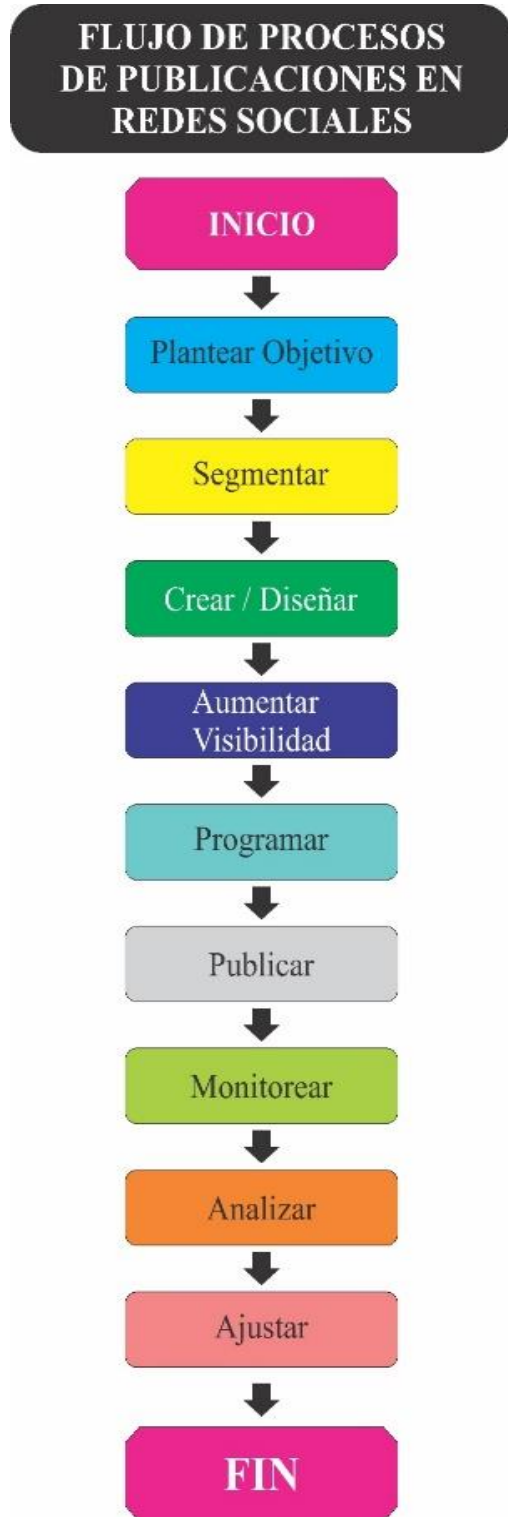 FLUJO DE PROCESOS
DE PUBLICACIONES EN
REDES SOCIALES
INICIO
Plantear Objetivo
Segmentar
Crear / Diseñar
Aumentar
Visibilidad
Programar
Publicar
Monitorear
Analizar
Ajustar
FIN